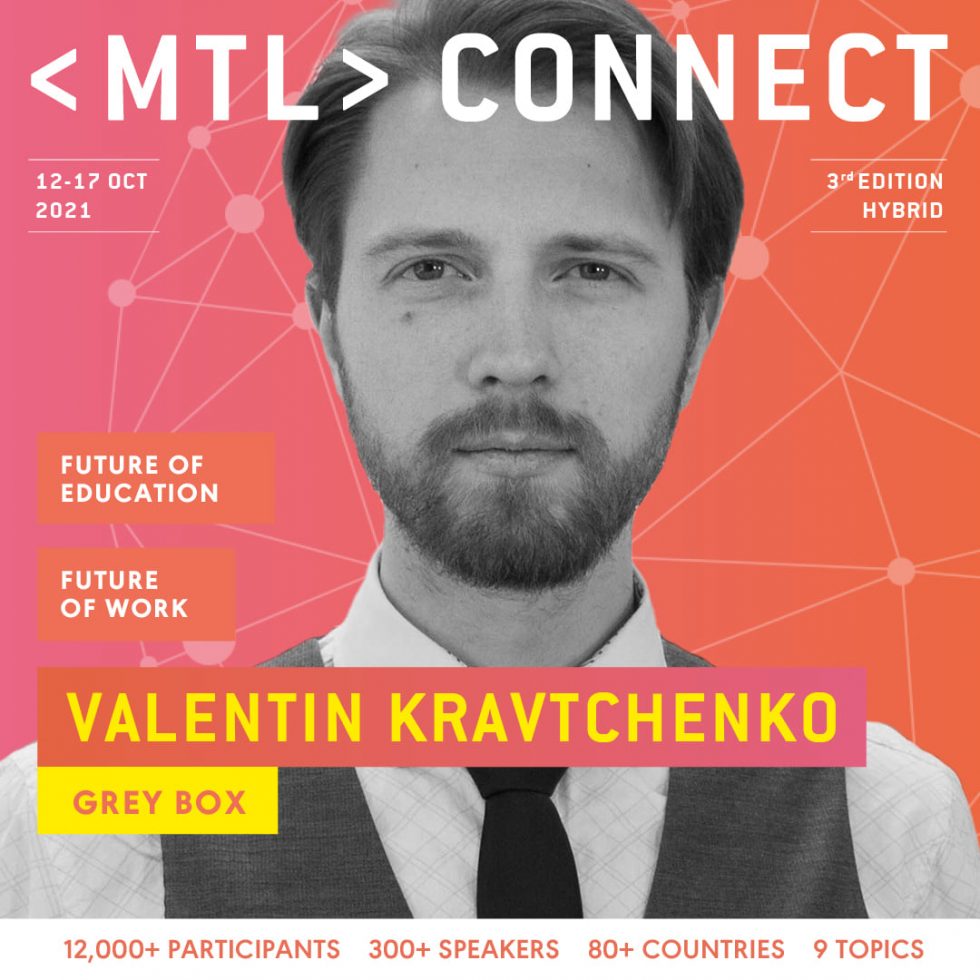 <MTL> CONNECT
12-17 OCT
2021
3rd EDITION
HYBRID
FUTURE OF
EDUCATION
FUTURE
OF WORK
VALENTIN KRAVTCHENKO
GREY BOX
12,000+ PARTICIPANTS 300+ SPEAKERS 80+ COUNTRIES 9 TOPICS